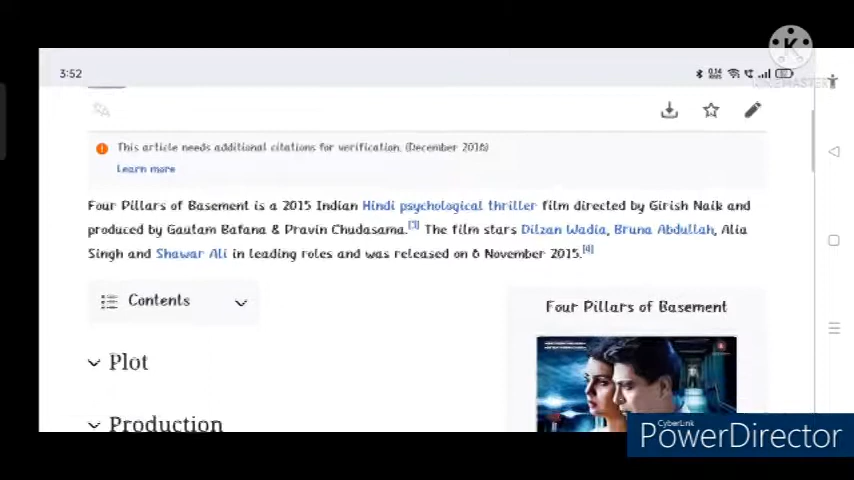 3:52
KINEMASTER
This article needs additional citations for verification. (December 2016)
Learn more
Four Pillars of Basement is a 2015 Indian Hindi psychological thriller film directed by Girish Naik and
produced by Gautam Bafana & Pravin Chudasama.[3] The film stars Dilzan Wadia, Bruna Abdullah, Alia
Singh and Shawar Ali in leading roles and was released on 6 November 2015.[4]
Contents
Four Pillars of Basement
Plot
Production
CyberLink
PowerDirector